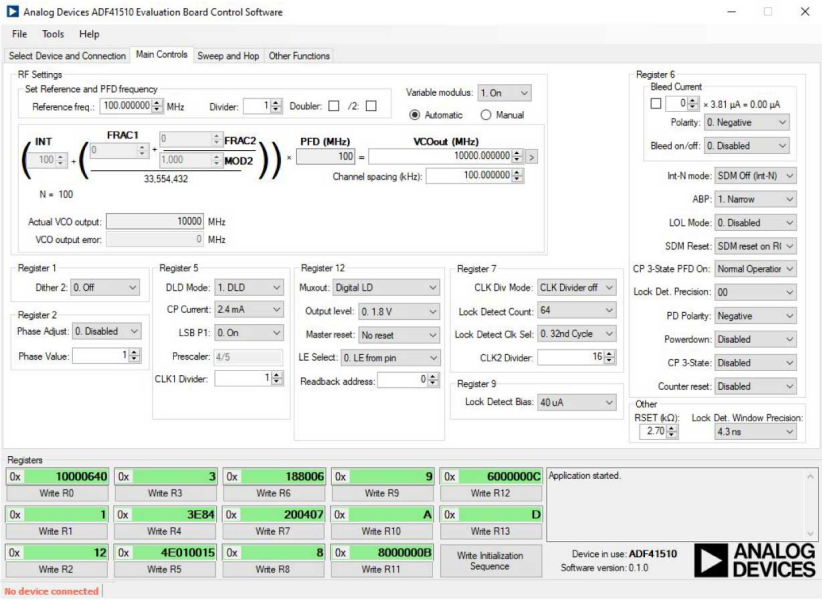 Analog Devices ADF41510 Evaluation Board Control Software
File Tools Help
Select Device and Connection Main Controls Sweep and Hop Other Functions
RF Settings
Set Reference and PFD frequency
Reference freq.: 100.000000 MHz Divider: 1 Doubler: /2:
Variable modulus: 1. On
Automatic Manual
INT FRAC1 0 FRAC2 PFD (MHz) VCOout (MHz)
100 + 0 + 1,000 MOD2 × 100 = 10000.000000 >
33,554,432 Channel spacing (kHz): 100.000000
N = 100
Actual VCO output: 10000 MHz
VCO output error: 0 MHz
Register 6
Bleed Current
0 × 3.81 µA = 0.00 µA
Polarity: 0. Negative
Bleed on/off: 0. Disabled
Int-N mode: SDM Off (Int-N)
ABP: 1. Narrow
LOL Mode: 0. Disabled
SDM Reset: SDM reset on R(
CP 3-State PFD On: Normal Operatior
Lock Det. Precision: 00
PD Polarity: Negative
Powerdown: Disabled
CP 3-State: Disabled
Counter reset: Disabled
Register 1
Dither 2: 0. Off
Register 2
Phase Adjust: 0. Disabled
Phase Value: 1
Register 5
DLD Mode: 1. DLD
CP Current: 2.4 mA
LSB P1: 0. On
Prescaler: 4/5
CLK1 Divider: 1
Register 12
Muxout: Digital LD
Output level: 0. 1.8 V
Master reset: No reset
LE Select: 0. LE from pin
Readback address: 0
Register 7
CLK Div Mode: CLK Divider off
Lock Detect Count: 64
Lock Detect Clk Sel: 0. 32nd Cycle
CLK2 Divider: 16
Register 9
Lock Detect Bias: 40 uA
Other
RSET (kΩ): Lock Det. Window Precision:
2.70 4.3 ns
Registers
0x 10000640 0x 3 0x 188006 0x 9 0x 6000000C
Write R0 Write R3 Write R6 Write R9 Write R12
0x 1 0x 3E84 0x 200407 0x A 0x D
Write R1 Write R4 Write R7 Write R10 Write R13
0x 12 0x 4E010015 0x 8 0x 8000000B Write Initialization Sequence
Write R2 Write R5 Write R8 Write R11
Application started.
Device in use: ADF41510
Software version: 0.1.0
ANALOG
DEVICES
No device connected